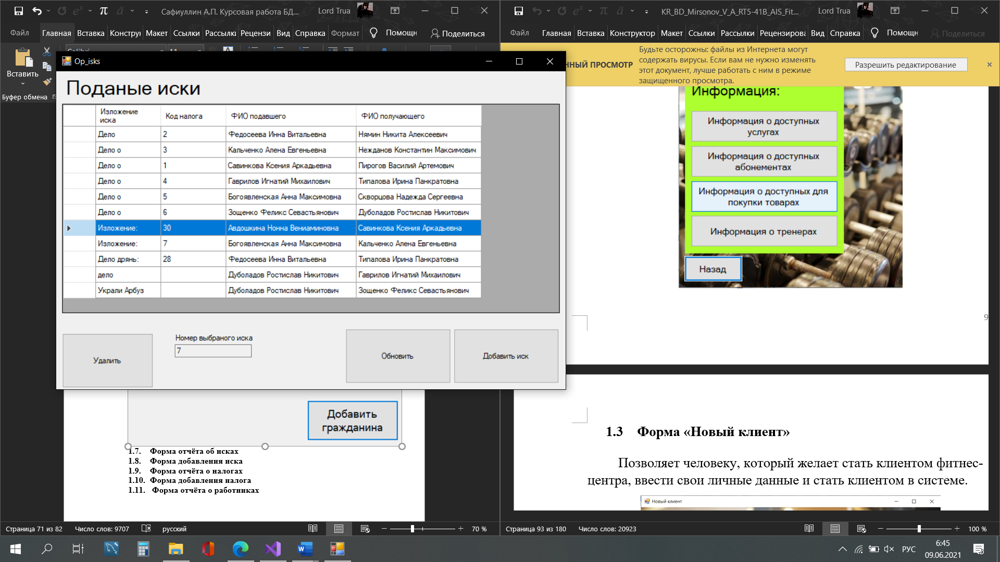 Сафиуллин А.П. Курсовая работа БД...
Lord Trua
Файл
Главная
Вставка
Констру
Макет
Ссылки
Рассылк
Рецензи
Вид
Справка
Формат
Помощн
Поделиться
Вставить
Буфер обмена
KR_BD_Mirsonov_V_A_RT5-41B_AIS_Fit...
Lord Trua
Файл
Главная
Вставка
Конструктор
Макет
Ссылки
Рассылки
Рецензирова
Вид
Справка
Помощн
Поделиться
ННЫЙ ПРОСМОТР
Будьте осторожны: файлы из Интернета могут
содержать вирусы. Если вам не нужно изменять
этот документ, лучше работать с ним в режиме
защищенного просмотра.
Разрешить редактирование
Op_isks
Поданые иски
Изложение иска Код налога ФИО подавшего ФИО получающего
Дело 2 Федосеева Инна Витальевна Нямин Никита Алексеевич
Дело о 3 Кальченко Алена Евгеньевна Нежданов Константин Максимович
Дело о 1 Савинкова Ксения Аркадьевна Пирогов Василий Артемович
Дело о 4 Гаврилов Игнатий Михаилович Типалова Ирина Панкратовна
Дело о 5 Богоявленская Анна Максимовна Скворцова Надежда Сергеевна
Дело о 6 Зощенко Феликс Севастьянович Дуболадов Ростислав Никитович
Изложение: 30 Авдошкина Нонна Вениаминовна Савинкова Ксения Аркадьевна
Изложение: 7 Богоявленская Анна Максимовна Кальченко Алена Евгеньевна
Дело дрянь: 28 Федосеева Инна Витальевна Типалова Ирина Панкратовна
дело Дуболадов Ростислав Никитович Гаврилов Игнатий Михаилович
Украли Арбуз Дуболадов Ростислав Никитович Зощенко Феликс Севастьянович
Удалить
Номер выбраного иска
7
Обновить
Добавить иск
Добавить
гражданина
1.7. Форма отчёта об исках
1.8. Форма добавления иска
1.9. Форма отчёта о налогах
1.10. Форма добавления налога
1.11. Форма отчёта о работниках
Информация:
Информация о доступных
услугах
Информация о доступных
абонементах
Информация о доступных для
покупки товарах
Информация о тренерах
Назад
9
1.3 Форма «Новый клиент»
Позволяет человеку, который желает стать клиентом фитнес-
центра, ввести свои личные данные и стать клиентом в системе.
Новый клиент
Страница 71 из 82
Число слов: 9707
русский
70 %
Страница 93 из 180
Число слов: 20923
100 %
РУС
6:45
09.06.2021